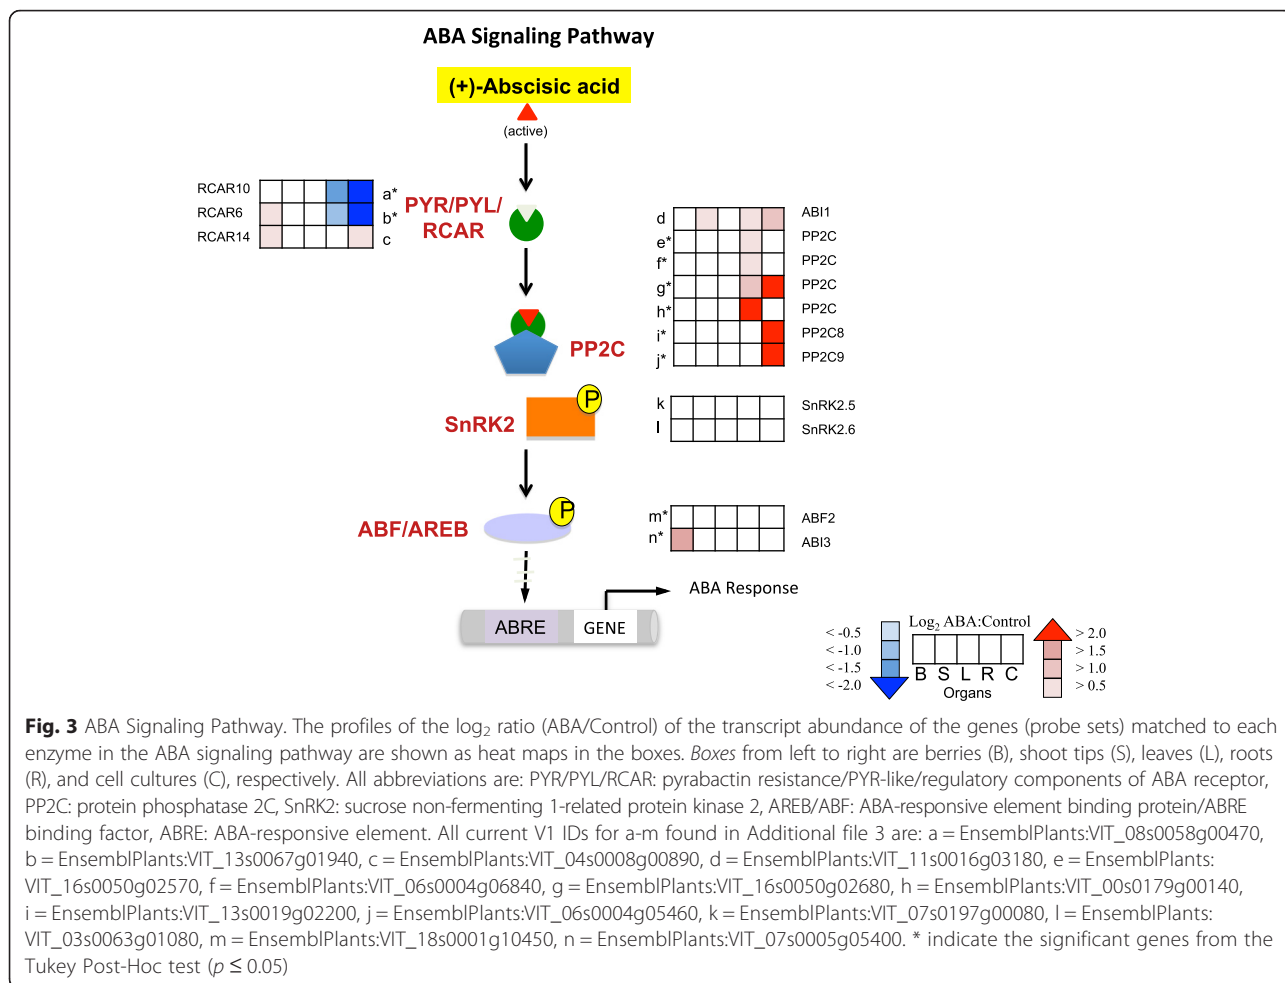 ABA Signaling Pathway
(+)-Abscisic acid
(active)
RCAR10
a*
RCAR6
b*
RCAR14
c
PYR/PYL/
RCAR
d
ABI1
e*
PP2C
f*
PP2C
g*
PP2C
h*
PP2C
i*
PP2C8
j*
PP2C9
PP2C
P
SnRK2
k
SnRK2.5
l
SnRK2.6
P
ABF/AREB
m*
ABF2
n*
ABI3
ABA Response
ABRE
GENE
Log2 ABA:Control
< -0.5
< -1.0
< -1.5
< -2.0
B S L R C
Organs
> 2.0
> 1.5
> 1.0
> 0.5
Fig. 3 ABA Signaling Pathway. The profiles of the log2 ratio (ABA/Control) of the transcript abundance of the genes (probe sets) matched to each
enzyme in the ABA signaling pathway are shown as heat maps in the boxes. Boxes from left to right are berries (B), shoot tips (S), leaves (L), roots
(R), and cell cultures (C), respectively. All abbreviations are: PYR/PYL/RCAR: pyrabactin resistance/PYR-like/regulatory components of ABA receptor,
PP2C: protein phosphatase 2C, SnRK2: sucrose non-fermenting 1-related protein kinase 2, AREB/ABF: ABA-responsive element binding protein/ABRE
binding factor, ABRE: ABA-responsive element. All current V1 IDs for a-m found in Additional file 3 are: a = EnsemblPlants:VIT_08s0058g00470,
b = EnsemblPlants:VIT_13s0067g01940, c = EnsemblPlants:VIT_04s0008g00890, d = EnsemblPlants:VIT_11s0016g03180, e = EnsemblPlants:
VIT_16s0050g02570, f = EnsemblPlants:VIT_06s0004g06840, g = EnsemblPlants:VIT_16s0050g02680, h = EnsemblPlants:VIT_00s0179g00140,
i = EnsemblPlants:VIT_13s0019g02200, j = EnsemblPlants:VIT_06s0004g05460, k = EnsemblPlants:VIT_07s0197g00080, l = EnsemblPlants:
VIT_03s0063g01080, m = EnsemblPlants:VIT_18s0001g10450, n = EnsemblPlants:VIT_07s0005g05400. * indicate the significant genes from the
Tukey Post-Hoc test (p ≤ 0.05)